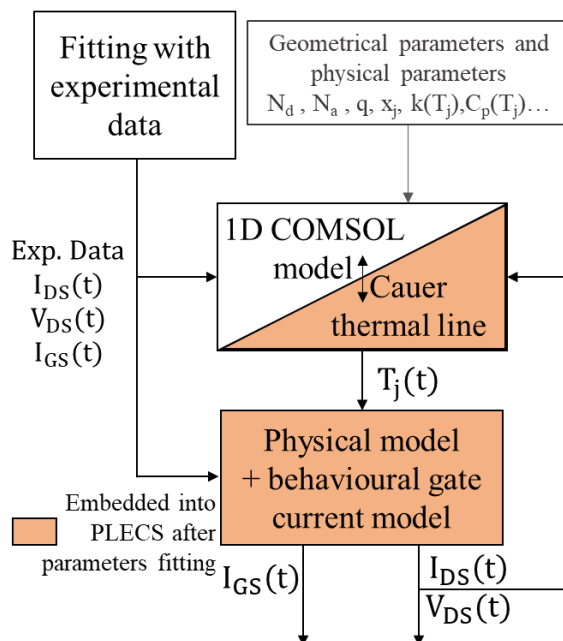 Fitting with
experimental
data
Geometrical parameters and
physical parameters
N_d , N_a , q, x_j, k(T_j),C_p(T_j)…
1D COMSOL
model
Cauer
thermal line
Exp. Data
I_DS(t)
V_DS(t)
I_GS(t)
T_j(t)
Physical model
+ behavioural gate
current model
Embedded into
PLECS after
parameters fitting
I_GS(t)
I_DS(t)
V_DS(t)